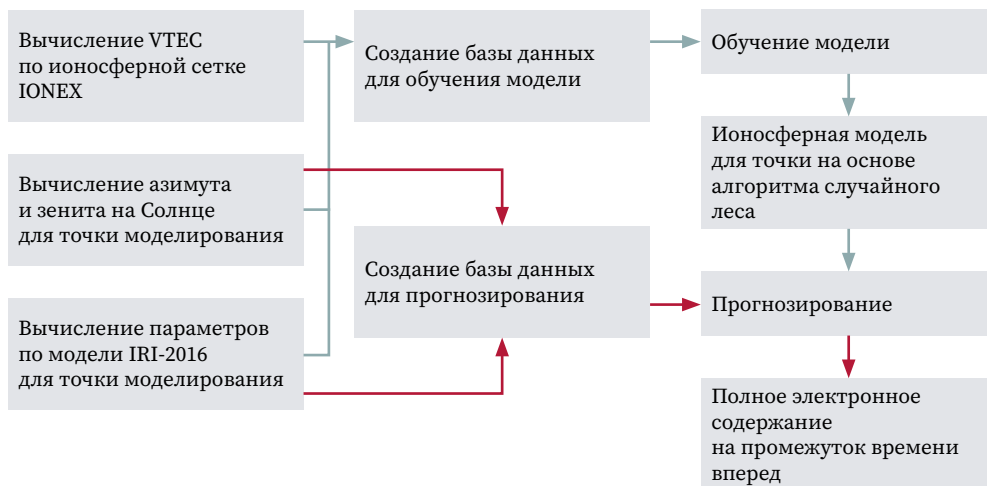 Вычисление VTEC
по ионосферной сетке
IONEX
Создание базы данных
для обучения модели
Обучение модели
Ионосферная модель
для точки на основе
алгоритма случайного
леса
Вычисление азимута
и зенита на Солнце
для точки моделирования
Создание базы данных
для прогнозирования
Прогнозирование
Вычисление параметров
по модели IRI-2016
для точки моделирования
Полное электронное
содержание
на промежуток времени
вперед